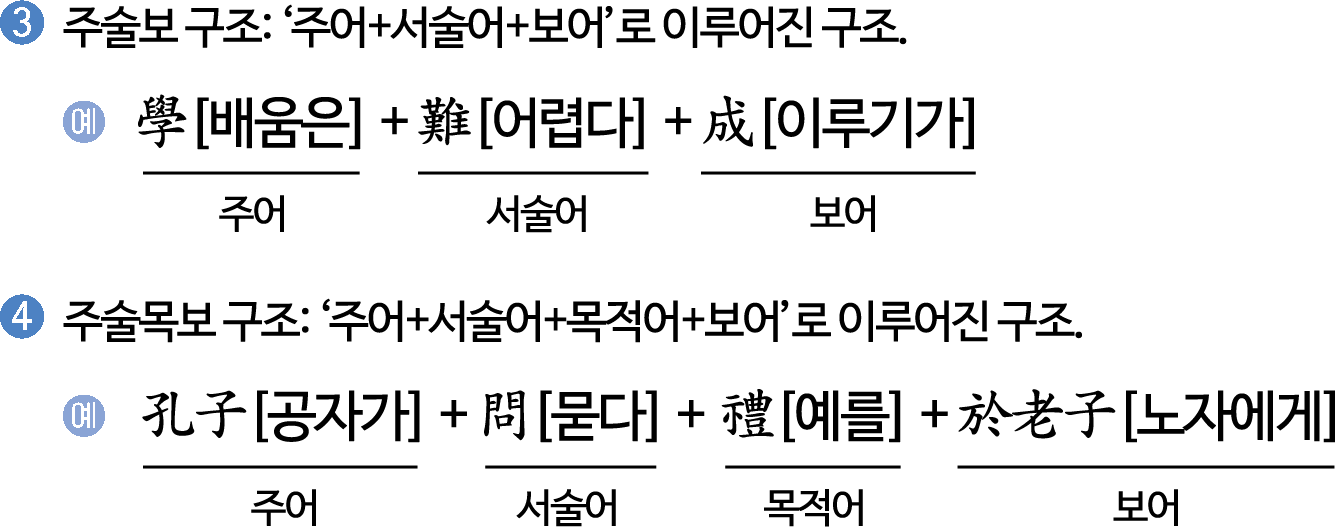 3 주술보 구조: ‘주어+서술어+보어’로 이루어진 구조.
예 學[배움은] + 難[어렵다] + 成[이루기가]
주어 서술어 보어
4 주술목보 구조: ‘주어+서술어+목적어+보어’로 이루어진 구조.
예 孔子[공자가] + 問[묻다] + 禮[예를] + 於老子[노자에게]
주어 서술어 목적어 보어